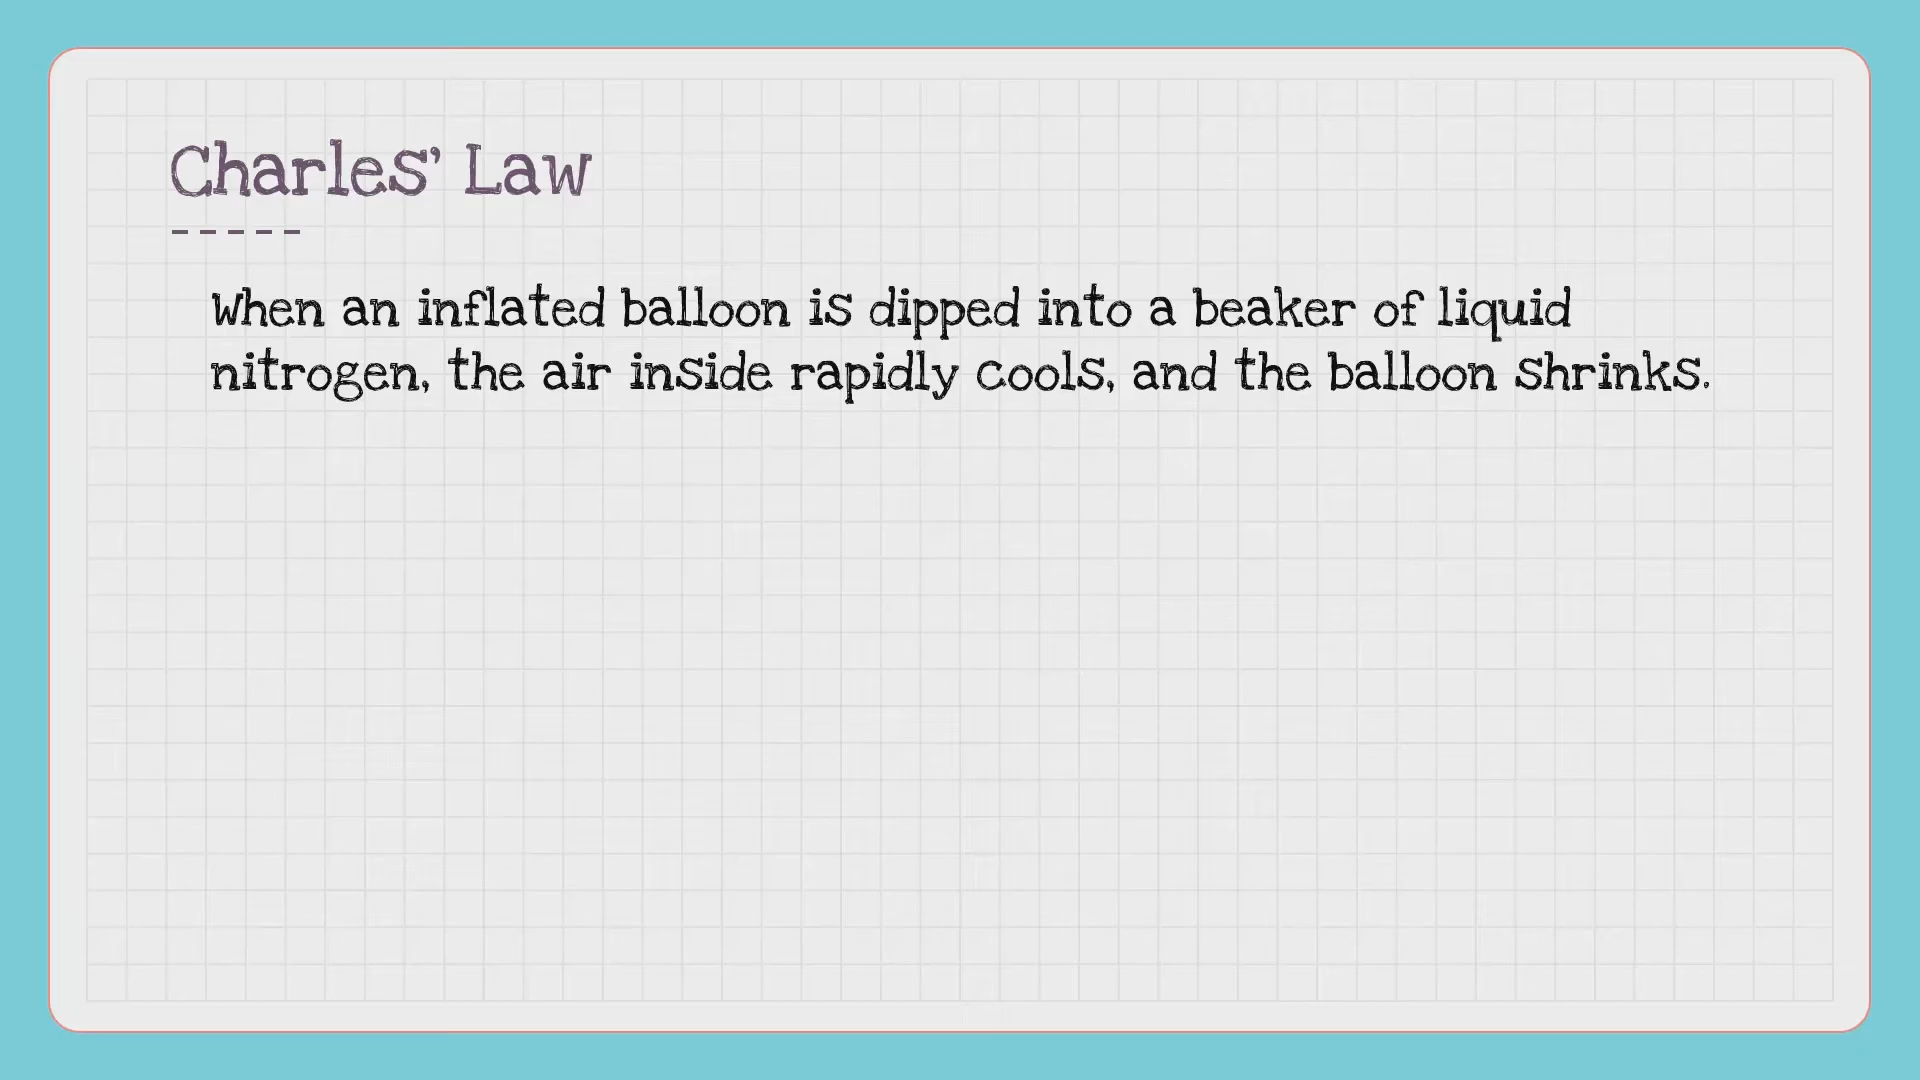 Charles’ Law
When an inflated balloon is dipped into a beaker of liquid
nitrogen, the air inside rapidly cools, and the balloon shrinks.